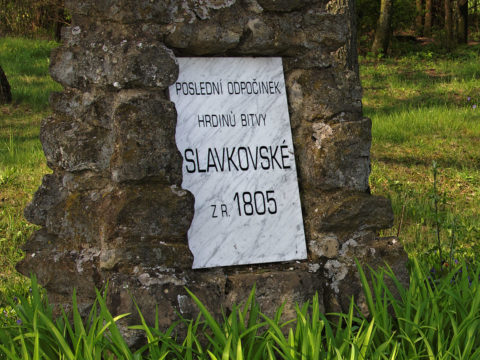 POSLEDNÍ ODPOČINEK
HRDINŮ BITVY
SLAVKOVSKÉ
Z R. 1805